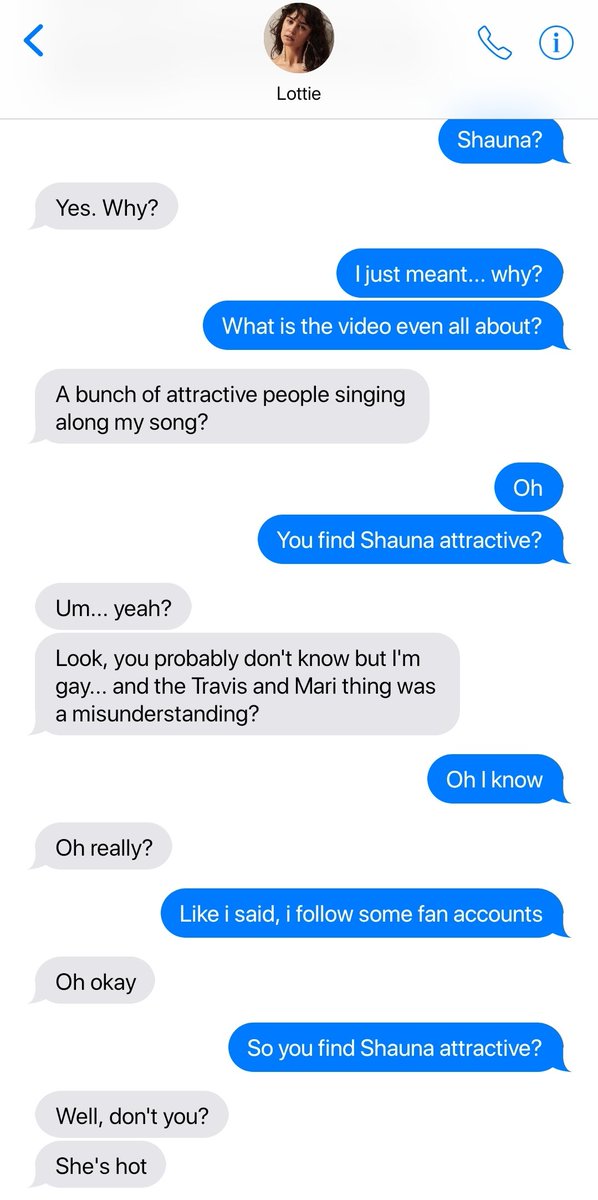 Lottie
Shauna?
Yes. Why?
I just meant... why?
What is the video even all about?
A bunch of attractive people singing
along my song?
Oh
You find Shauna attractive?
Um... yeah?
Look, you probably don't know but I'm
gay... and the Travis and Mari thing was
a misunderstanding?
Oh I know
Oh really?
Like i said, i follow some fan accounts
Oh okay
So you find Shauna attractive?
Well, don't you?
She's hot